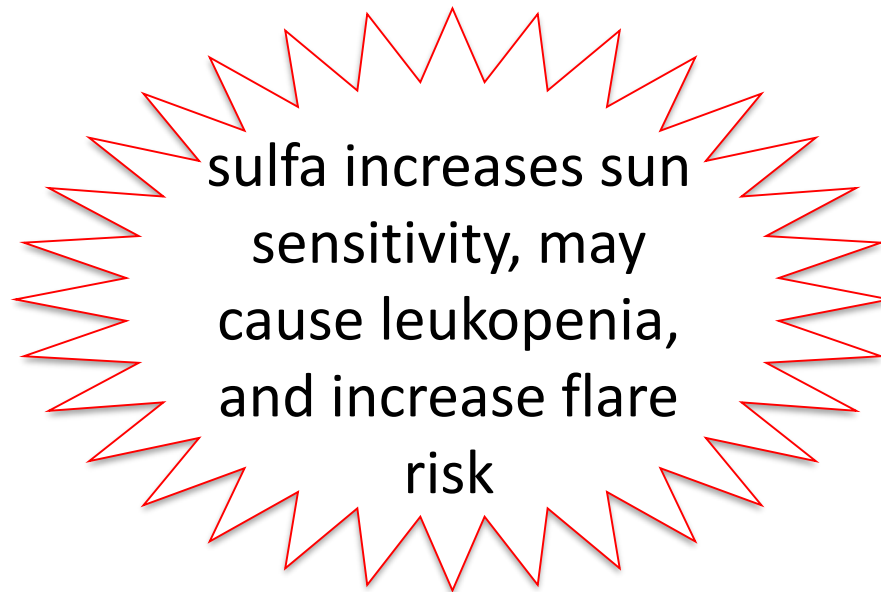 sulfa increases sun
sensitivity, may
cause leukopenia,
and increase flare
risk